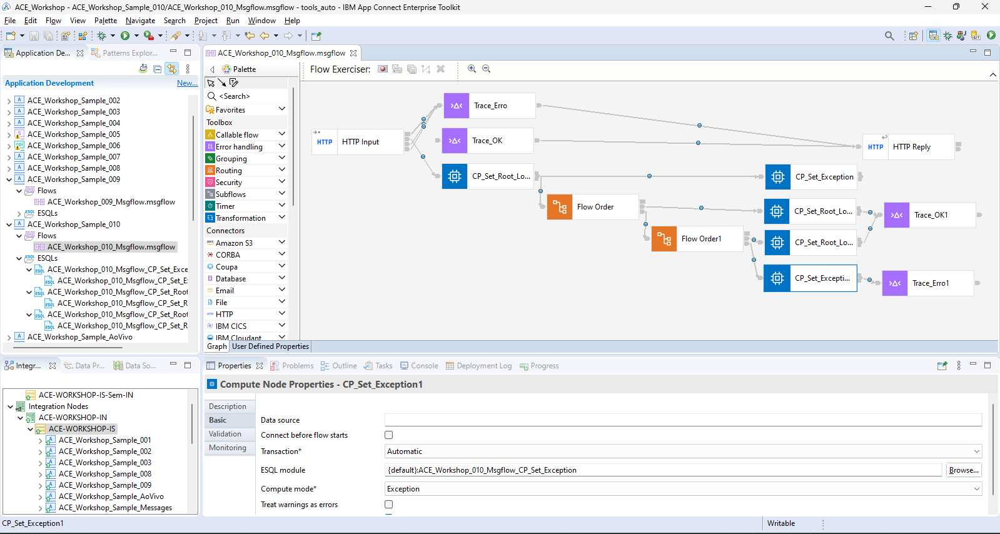 ACE_Workshop - ACE_Workshop_Sample_010/ACE_Workshop_010_Msgflow.msgflow - tools_auto - IBM App Connect Enterprise Toolkit
File Edit Flow View Palette Navigate Search Project Run Window Help
Application De...
Patterns Explor...
Application Development
New...
ACE_Workshop_Sample_002
ACE_Workshop_Sample_003
ACE_Workshop_Sample_004
ACE_Workshop_Sample_005
ACE_Workshop_Sample_006
ACE_Workshop_Sample_007
ACE_Workshop_Sample_008
ACE_Workshop_Sample_009
Flows
ACE_Workshop_009_Msgflow.msgflow
ESQLs
ACE_Workshop_Sample_010
Flows
ACE_Workshop_010_Msgflow.msgflow
ESQLs
ACE_Workshop_010_Msgflow_CP_Set_Exce
ACE_Workshop_010_Msgflow_CP_Set_E
ACE_Workshop_010_Msgflow_CP_Set_Root
ACE_Workshop_010_Msgflow_CP_Set_R
ACE_Workshop_010_Msgflow_CP_Set_Root
ACE_Workshop_010_Msgflow_CP_Set_R
ACE_Workshop_Sample_AoVivo
ACE_Workshop_010_Msgflow.msgflow
Palette
<Search>
Favorites
Toolbox
Callable flow
Error handling
Grouping
Routing
Security
Subflows
Timer
Transformation
Connectors
Amazon S3
CORBA
Coupa
Database
Email
File
HTTP
IBM CICS
IBM Cloudant
Graph
User Defined Properties
Flow Exerciser:
Trace_Erro
HTTP
HTTP Input
Trace_OK
HTTP
HTTP Reply
CP_Set_Root_Lo...
CP_Set_Exception
Flow Order
CP_Set_Root_Lo...
Trace_OK1
Flow Order1
CP_Set_Root_Lo...
CP_Set_Excepti...
Trace_Erro1
Integr...
Data Pr...
Data So...
ACE-WORKSHOP-IS-Sem-IN
Integration Nodes
ACE-WORKSHOP-IN
ACE-WORKSHOP-IS
ACE_Workshop_Sample_001
ACE_Workshop_Sample_002
ACE_Workshop_Sample_003
ACE_Workshop_Sample_008
ACE_Workshop_Sample_009
ACE_Workshop_Sample_AoVivo
ACE_Workshop_Sample_Messages
Properties
Problems
Outline
Tasks
Console
Deployment Log
Progress
Compute Node Properties - CP_Set_Exception1
Description
Basic
Validation
Monitoring
Data source
Connect before flow starts
Transaction*
Automatic
ESQL module
{default}:ACE_Workshop_010_Msgflow_CP_Set_Exception
Browse...
Compute mode*
Exception
Treat warnings as errors
CP_Set_Exception1
Writable